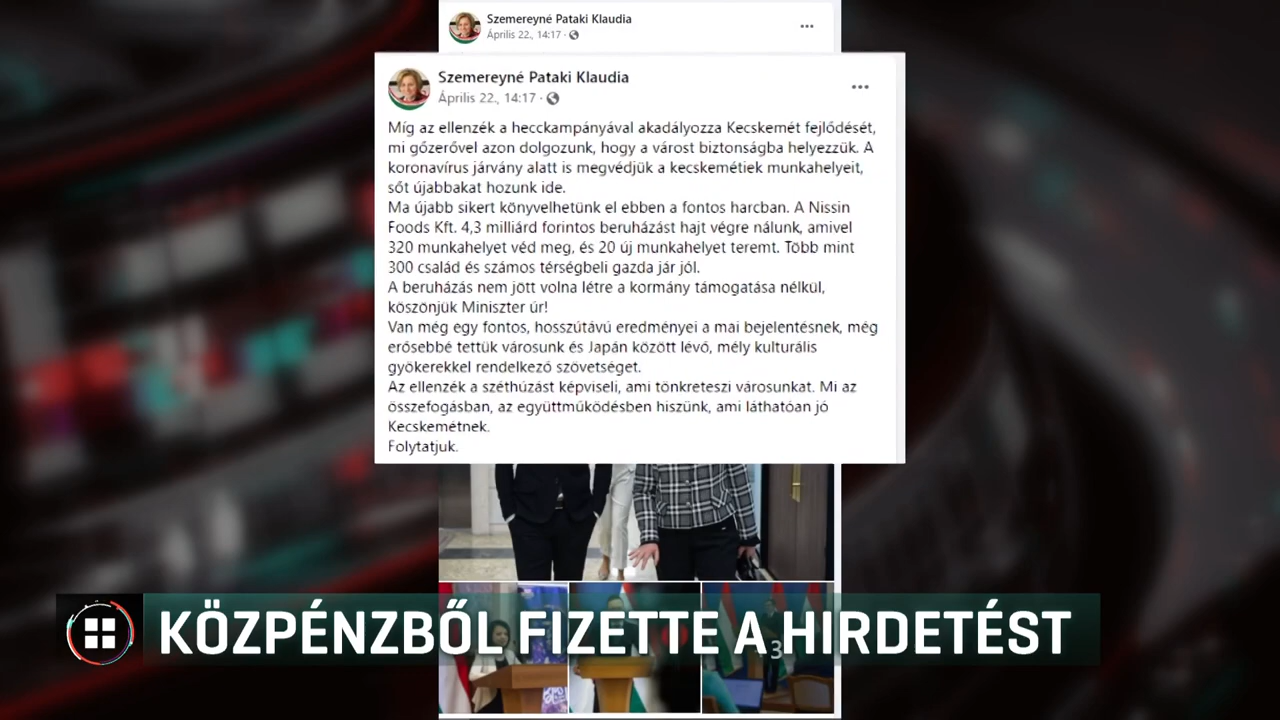 Szemereyné Pataki Klaudia
Április 22., 14:17 ·
Szemereyné Pataki Klaudia
Április 22., 14:17 ·
Míg az ellenzék a hecckampányával akadályozza Kecskemét fejlődését,
mi gőzerővel azon dolgozunk, hogy a várost biztonságba helyezzük. A
koronavírus járvány alatt is megvédjük a kecskemétiek munkahelyeit,
sőt újabbakat hozunk ide.
Ma újabb sikert könyvelhetünk el ebben a fontos harcban. A Nissin
Foods Kft. 4,3 milliárd forintos beruházást hajt végre nálunk, amivel
320 munkahelyet véd meg, és 20 új munkahelyet teremt. Több mint
300 család és számos térségbeli gazda jár jól.
A beruházás nem jött volna létre a kormány támogatása nélkül,
köszönjük Miniszter úr!
Van még egy fontos, hosszútávú eredményei a mai bejelentésnek, még
erősebbé tettük városunk és Japán között lévő, mély kulturális
gyökerekkel rendelkező szövetséget.
Az ellenzék a széthúzást képviseli, ami tönkreteszi városunkat. Mi az
összefogásban, az együttműködésben hiszünk, ami láthatóan jó
Kecskemétnek.
Folytatjuk.
KÖZPÉNZBŐL FIZETTE A HIRDETÉST